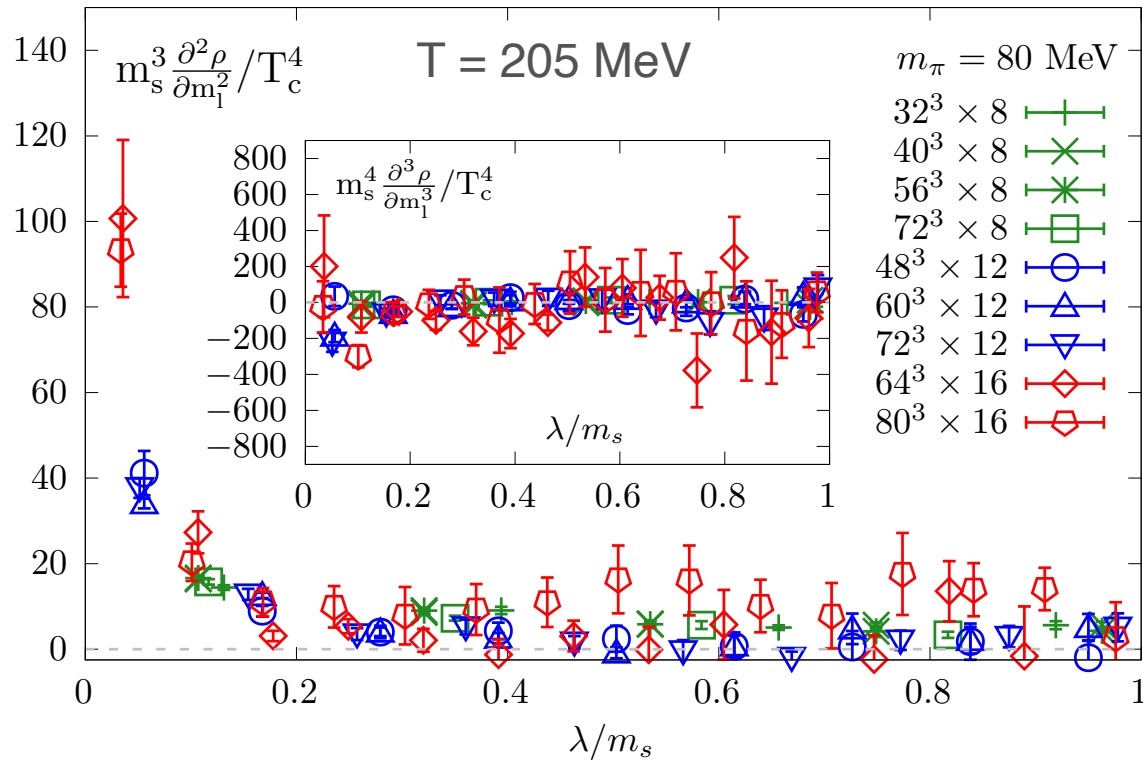 140
120
100
80
60
40
20
0
m_s^3 ∂²ρ/∂m_l² /T_c^4
T = 205 MeV
m_π = 80 MeV
32³ × 8
40³ × 8
56³ × 8
72³ × 8
48³ × 12
60³ × 12
72³ × 12
64³ × 16
80³ × 16
800
600
400
200
0
−200
−400
−600
−800
m_s^4 ∂³ρ/∂m_l³ /T_c^4
λ/m_s
0 0.2 0.4 0.6 0.8 1
0 0.2 0.4 0.6 0.8 1
λ/m_s